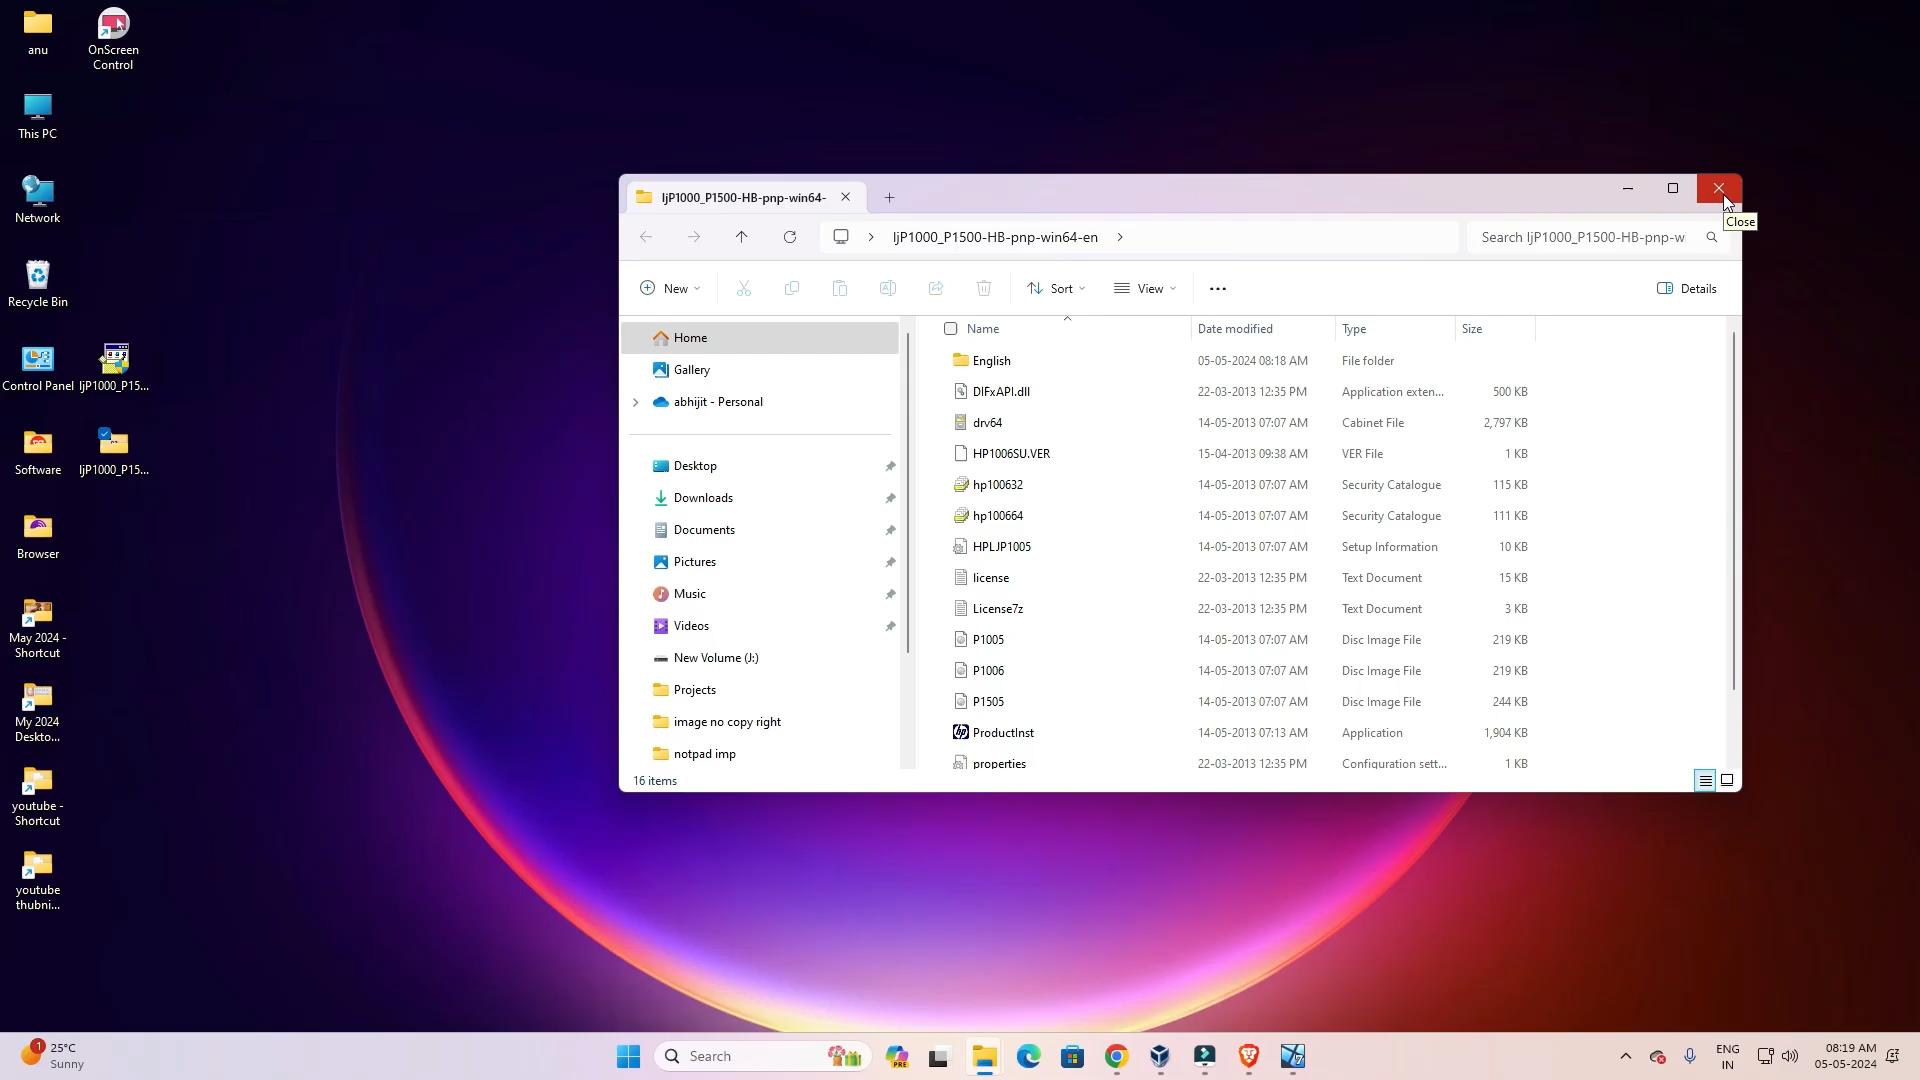 anu
OnScreen
Control
This PC
Network
Recycle Bin
Control Panel
ljP1000_P15...
Software
ljP1000_P15...
Browser
May 2024 -
Shortcut
My 2024
Deskto...
youtube -
Shortcut
youtube
thubni...
ljP1000_P1500-HB-pnp-win64-
Close
ljP1000_P1500-HB-pnp-win64-en
Search ljP1000_P1500-HB-pnp-w
New
Sort
View
Details
Home
Gallery
abhijit - Personal
Desktop
Downloads
Documents
Pictures
Music
Videos
New Volume (J:)
Projects
image no copy right
notpad imp
Name Date modified Type Size
English 05-05-2024 08:18 AM File folder
DIFxAPI.dll 22-03-2013 12:35 PM Application exten... 500 KB
drv64 14-05-2013 07:07 AM Cabinet File 2,797 KB
HP1006SU.VER 15-04-2013 09:38 AM VER File 1 KB
hp100632 14-05-2013 07:07 AM Security Catalogue 115 KB
hp100664 14-05-2013 07:07 AM Security Catalogue 111 KB
HPLJP1005 14-05-2013 07:07 AM Setup Information 10 KB
license 22-03-2013 12:35 PM Text Document 15 KB
License7z 22-03-2013 12:35 PM Text Document 3 KB
P1005 14-05-2013 07:07 AM Disc Image File 219 KB
P1006 14-05-2013 07:07 AM Disc Image File 219 KB
P1505 14-05-2013 07:07 AM Disc Image File 244 KB
ProductInst 14-05-2013 07:13 AM Application 1,904 KB
properties 22-03-2013 12:35 PM Configuration sett... 1 KB
16 items
1
25°C
Sunny
Search
PRE
7
ENG
IN
08:19 AM
05-05-2024